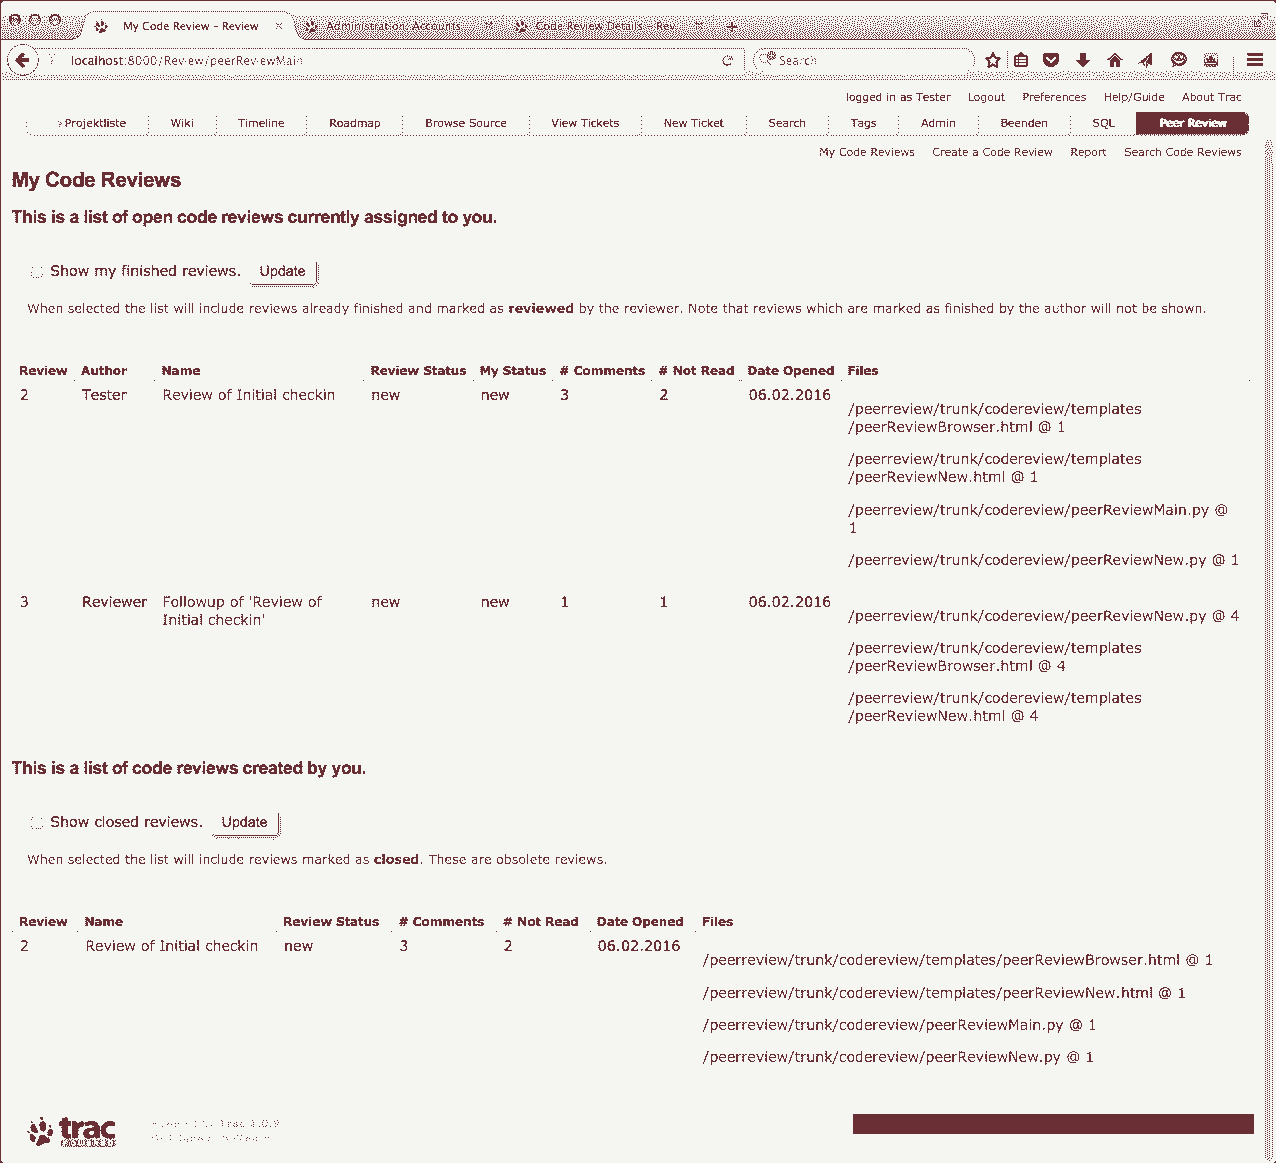 My Code Review – Review
Administration: Accounts
Code Review Details – Rev
localhost:8000/Review/peerReviewMain
Search
logged in as Tester Logout Preferences Help/Guide About Trac
Projektliste Wiki Timeline Roadmap Browse Source View Tickets New Ticket Search Tags Admin Beenden SQL Peer Review
My Code Reviews Create a Code Review Report Search Code Reviews
My Code Reviews
This is a list of open code reviews currently assigned to you.
Show my finished reviews. Update
When selected the list will include reviews already finished and marked as reviewed by the reviewer. Note that reviews which are marked as finished by the author will not be shown.
Review Author Name Review Status My Status # Comments # Not Read Date Opened Files
2 Tester Review of Initial checkin new new 3 2 06.02.2016
/peerreview/trunk/codereview/templates
/peerReviewBrowser.html @ 1
/peerreview/trunk/codereview/templates
/peerReviewNew.html @ 1
/peerreview/trunk/codereview/peerReviewMain.py @
1
/peerreview/trunk/codereview/peerReviewNew.py @ 1
3 Reviewer Followup of 'Review of new new 1 1 06.02.2016
Initial checkin'
/peerreview/trunk/codereview/peerReviewNew.py @ 4
/peerreview/trunk/codereview/templates
/peerReviewBrowser.html @ 4
/peerreview/trunk/codereview/templates
/peerReviewNew.html @ 4
This is a list of code reviews created by you.
Show closed reviews. Update
When selected the list will include reviews marked as closed. These are obsolete reviews.
Review Name Review Status # Comments # Not Read Date Opened Files
2 Review of Initial checkin new 3 2 06.02.2016
/peerreview/trunk/codereview/templates/peerReviewBrowser.html @ 1
/peerreview/trunk/codereview/templates/peerReviewNew.html @ 1
/peerreview/trunk/codereview/peerReviewMain.py @ 1
/peerreview/trunk/codereview/peerReviewNew.py @ 1
trac